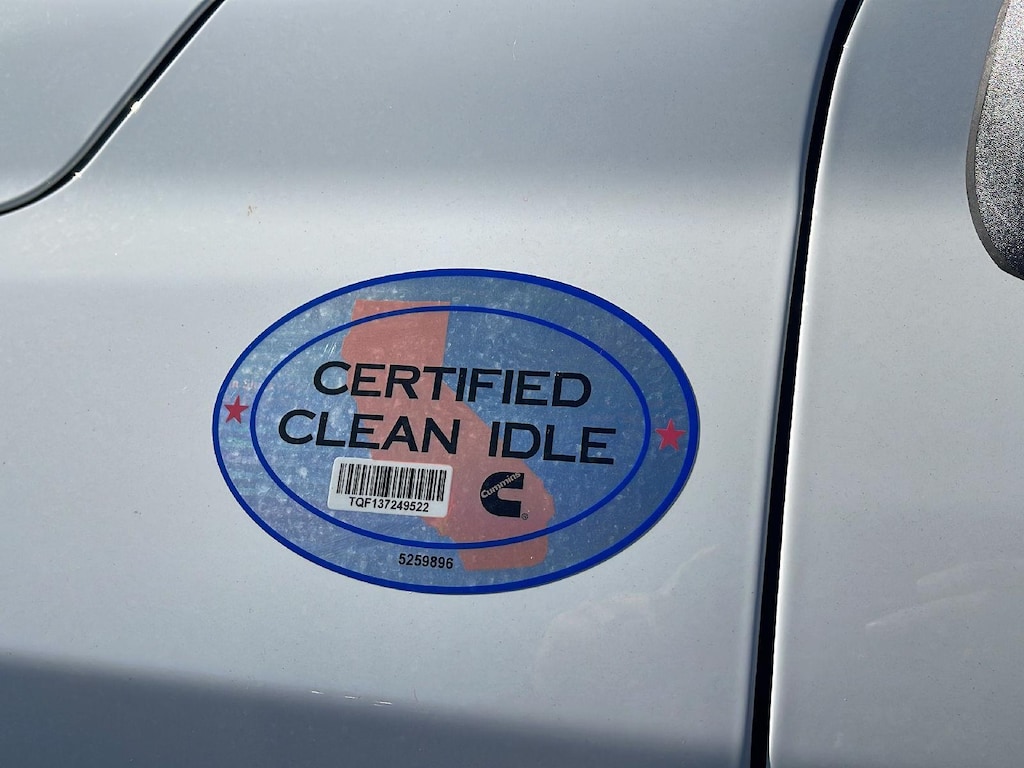 CERTIFIED
CLEAN IDLE
TQF137249522
Cummins
®
5259896